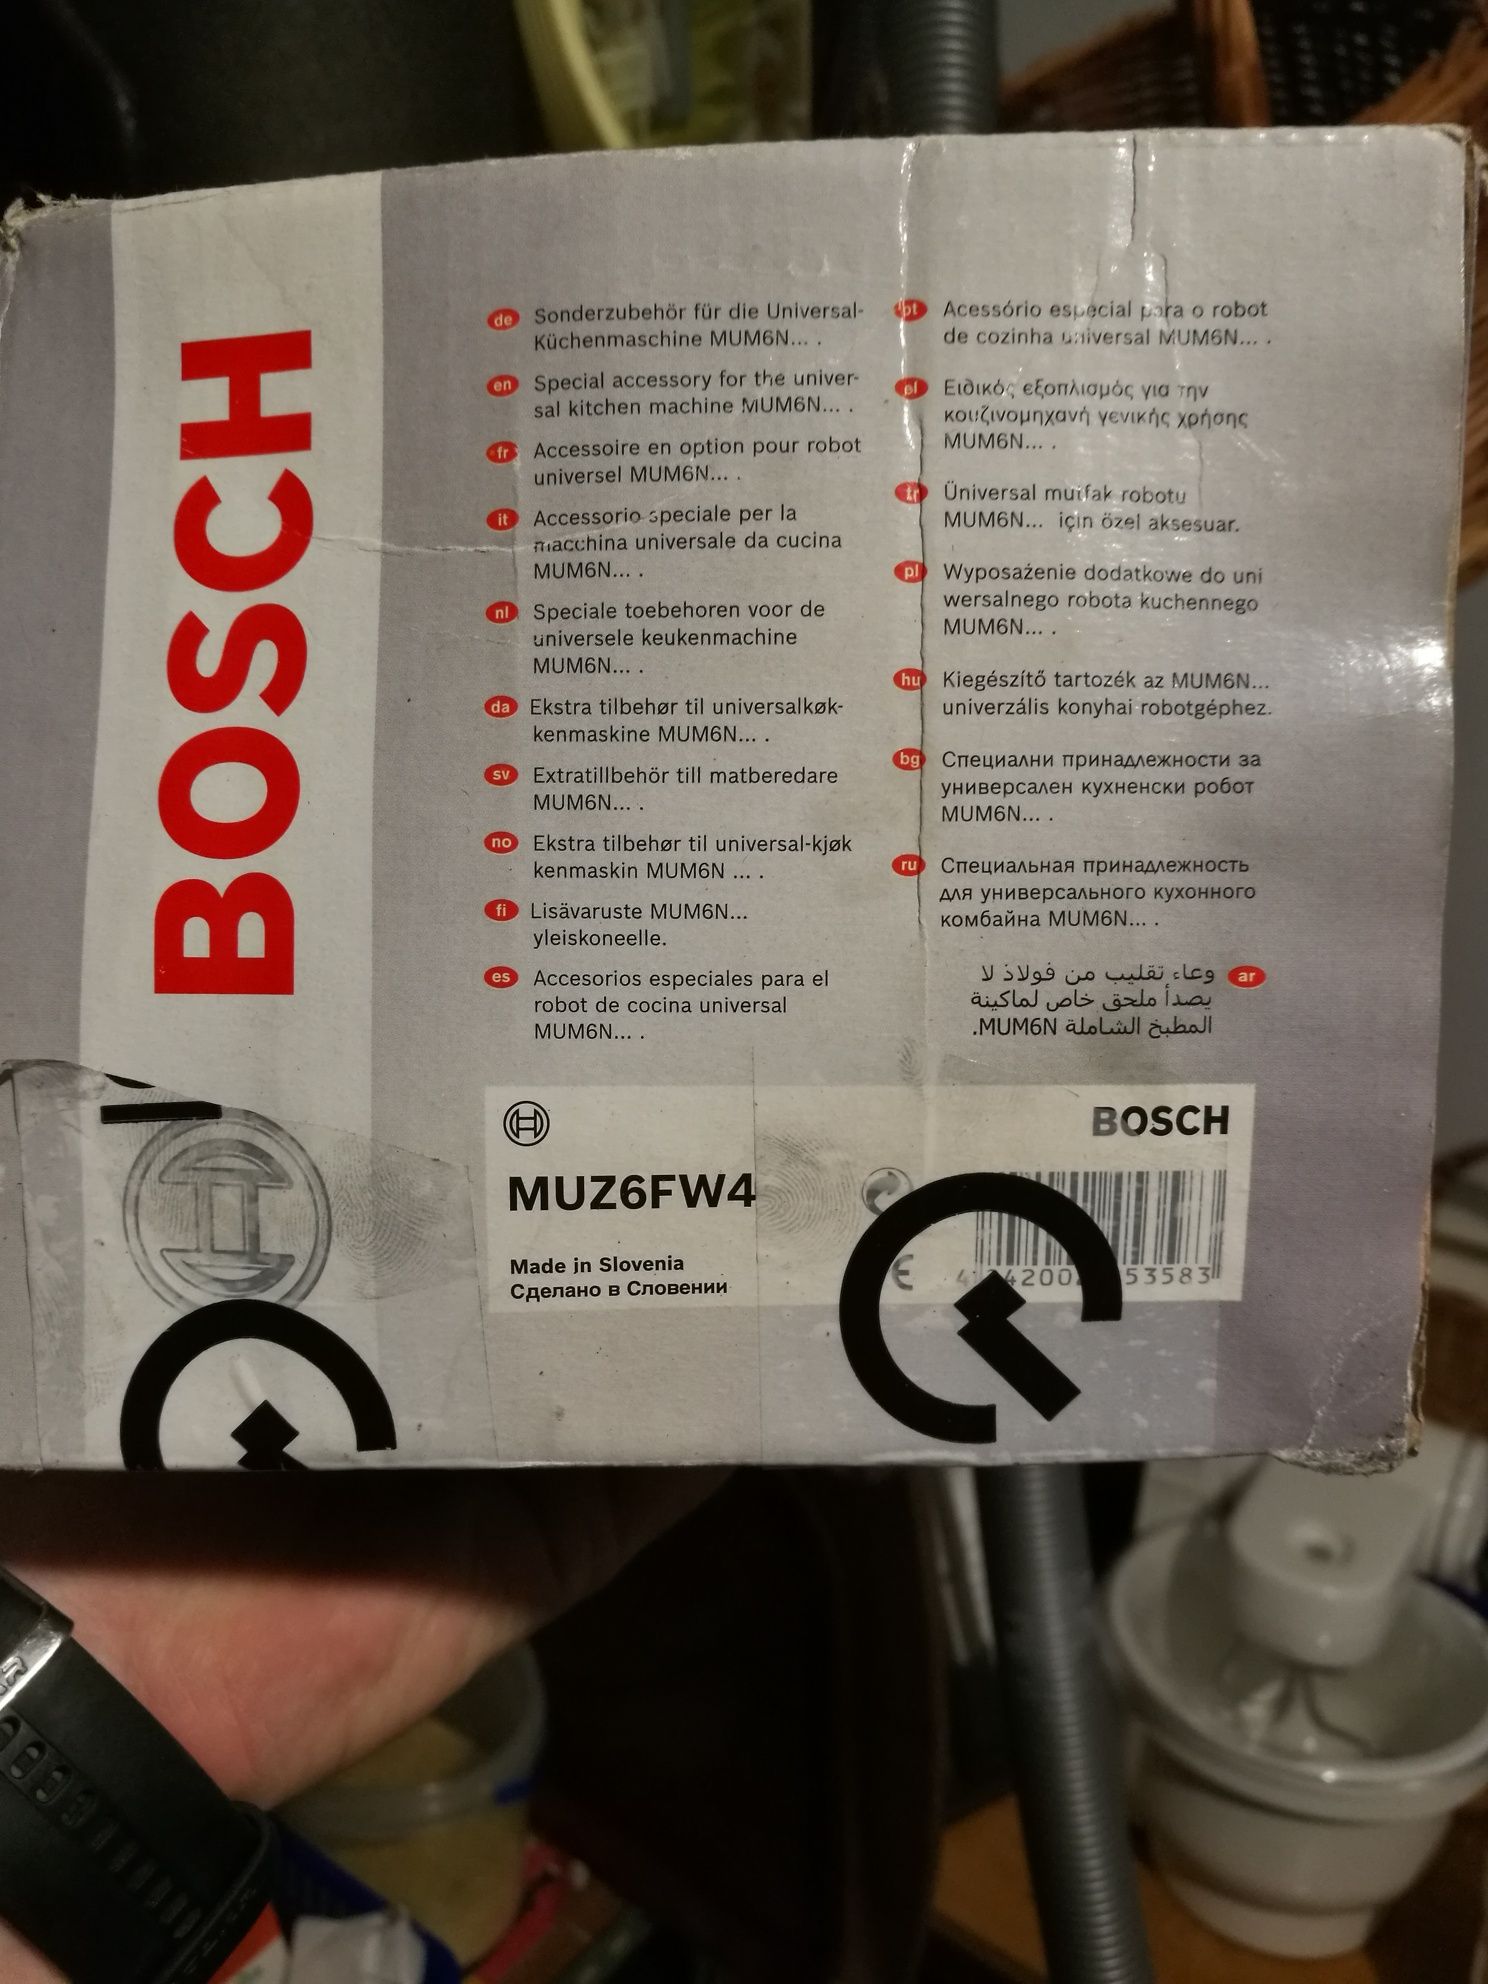 BOSCH
de Sonderzubehör für die Universal-
Küchenmaschine MUM6N... .
en Special accessory for the univer-
sal kitchen machine MUM6N... .
fr Accessoire en option pour robot
universel MUM6N... .
it Accessorio speciale per la
macchina universale da cucina
MUM6N... .
nl Speciale toebehoren voor de
universele keukenmachine
MUM6N... .
da Ekstra tilbehør til universalkøk-
kenmaskine MUM6N... .
sv Extratillbehör till matberedare
MUM6N... .
no Ekstra tilbehør til universal-kjøk
kenmaskin MUM6N ... .
fi Lisävaruste MUM6N...
yleiskoneelle.
es Accesorios especiales para el
robot de cocina universal
MUM6N... .
pt Acessório especial para o robot
de cozinha universal MUM6N... .
el Ειδικός εξοπλισμός για την
κουζινομηχανή γενικής χρήσης
MUM6N... .
tr Üniversal mutfak robotu
MUM6N... için özel aksesuar.
pl Wyposażenie dodatkowe do uni
wersalnego robota kuchennego
MUM6N... .
hu Kiegészítő tartozék az MUM6N...
univerzális konyhai robotgéphez.
bg Специални принадлежности за
универсален кухненски робот
MUM6N... .
ru Специальная принадлежность
для универсального кухонного
комбайна MUM6N... .
ar وعاء تقليب من فولاذ لا
يصدأ ملحق خاص لماكينة
المطبخ الشاملة MUM6N.
BOSCH
MUZ6FW4
Made in Slovenia
Сделано в Словении
CE
53583